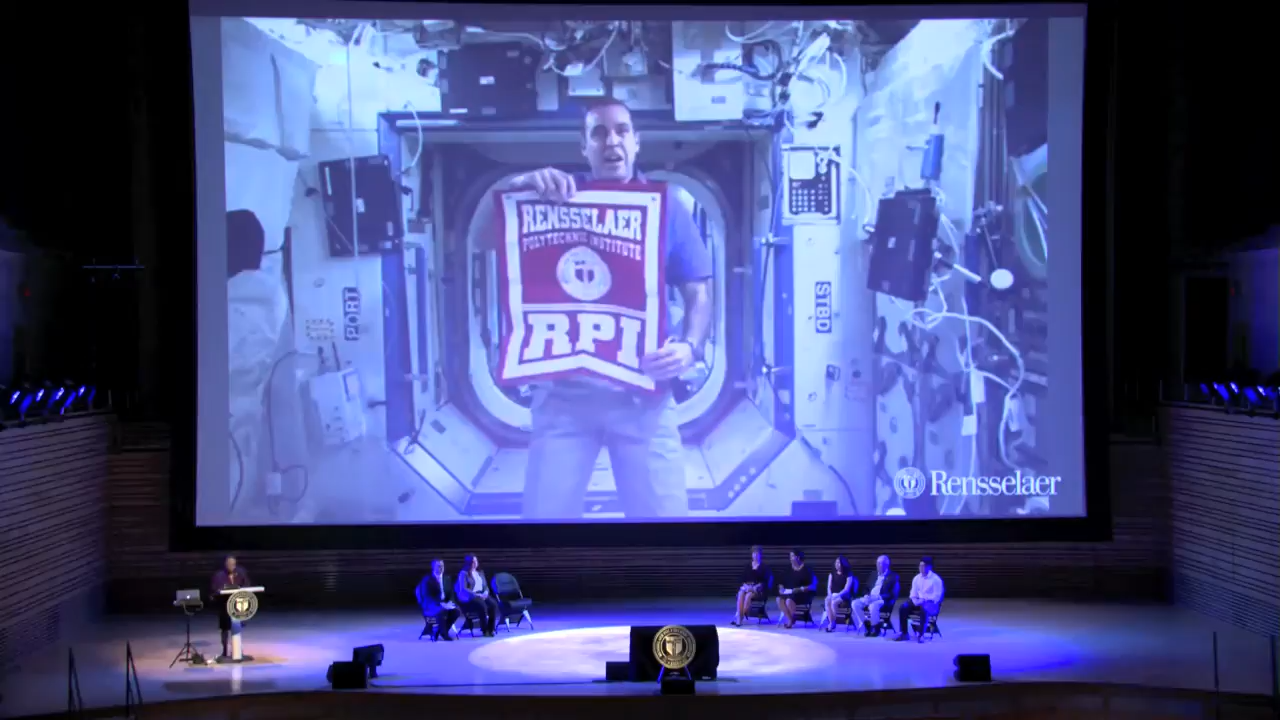 RENSSELAER
POLYTECHNIC INSTITUTE
RPI
PORT
STBD
Rensselaer